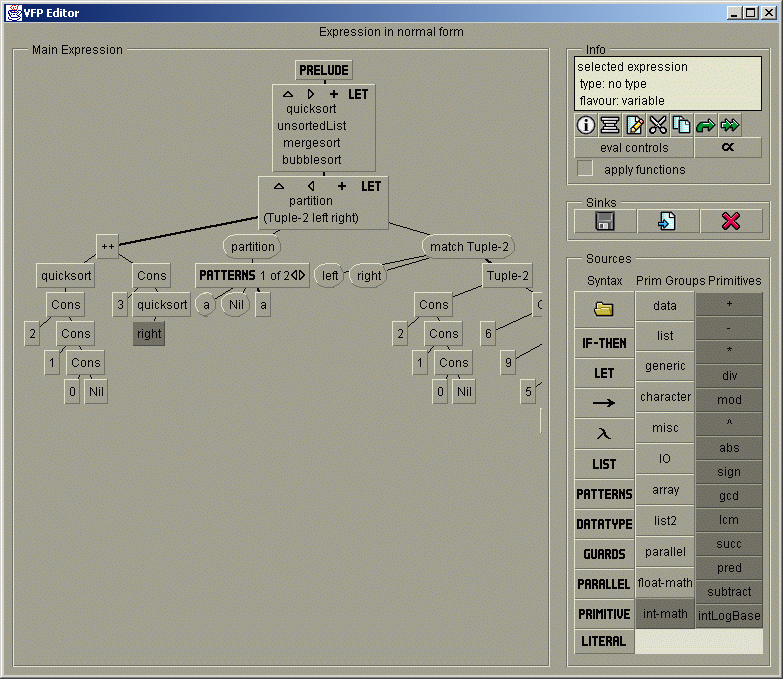 VFP Editor
Expression in normal form
Main Expression
PRELUDE
+ LET
quicksort
unsortedList
mergesort
bubblesort
+ LET
partition
(Tuple-2 left right)
++
partition
match Tuple-2
quicksort
Cons
PATTERNS 1 of 2
left
right
Tuple-2
Cons
3
quicksort
a
Nil
a
Cons
C
2
Cons
right
2
Cons
6
1
Cons
1
Cons
9
0
Nil
0
Nil
5
Info
selected expression
type: no type
flavour: variable
eval controls
α
apply functions
Sinks
Sources
Syntax
Prim Groups
Primitives
IF-THEN
LET
→
λ
LIST
PATTERNS
DATATYPE
GUARDS
PARALLEL
PRIMITIVE
LITERAL
data
list
generic
character
misc
IO
array
list2
parallel
float-math
int-math
+
-
*
div
mod
^
abs
sign
gcd
lcm
succ
pred
subtract
intLogBase